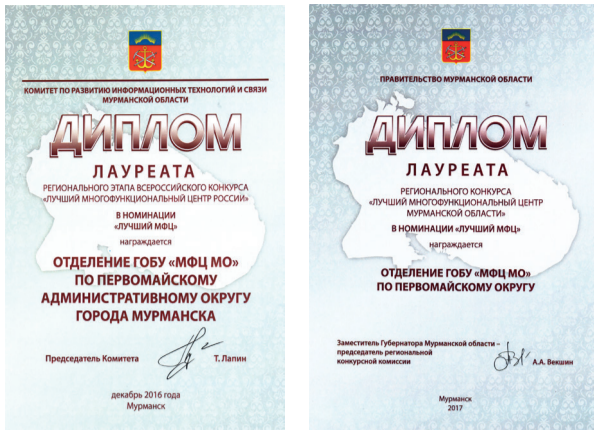 КОМИТЕТ ПО РАЗВИТИЮ ИНФОРМАЦИОННЫХ ТЕХНОЛОГИЙ И СВЯЗИ
МУРМАНСКОЙ ОБЛАСТИ
ДИПЛОМ
ЛАУРЕАТА
РЕГИОНАЛЬНОГО ЭТАПА ВСЕРОССИЙСКОГО КОНКУРСА
«ЛУЧШИЙ МНОГОФУНКЦИОНАЛЬНЫЙ ЦЕНТР РОССИИ»
В НОМИНАЦИИ
«ЛУЧШИЙ МФЦ»
награждается
ОТДЕЛЕНИЕ ГОБУ «МФЦ МО»
ПО ПЕРВОМАЙСКОМУ
АДМИНИСТРАТИВНОМУ ОКРУГУ
ГОРОДА МУРМАНСКА
Председатель Комитета Т. Лапин
декабрь 2016 года
Мурманск
ПРАВИТЕЛЬСТВО МУРМАНСКОЙ ОБЛАСТИ
ДИПЛОМ
ЛАУРЕАТА
РЕГИОНАЛЬНОГО КОНКУРСА
«ЛУЧШИЙ МНОГОФУНКЦИОНАЛЬНЫЙ ЦЕНТР
МУРМАНСКОЙ ОБЛАСТИ»
В НОМИНАЦИИ «ЛУЧШИЙ МФЦ»
награждается
ОТДЕЛЕНИЕ ГОБУ «МФЦ МО»
ПО ПЕРВОМАЙСКОМУ ОКРУГУ
Заместитель Губернатора Мурманской области –
председатель региональной
конкурсной комиссии А.А. Векшин
Мурманск
2017